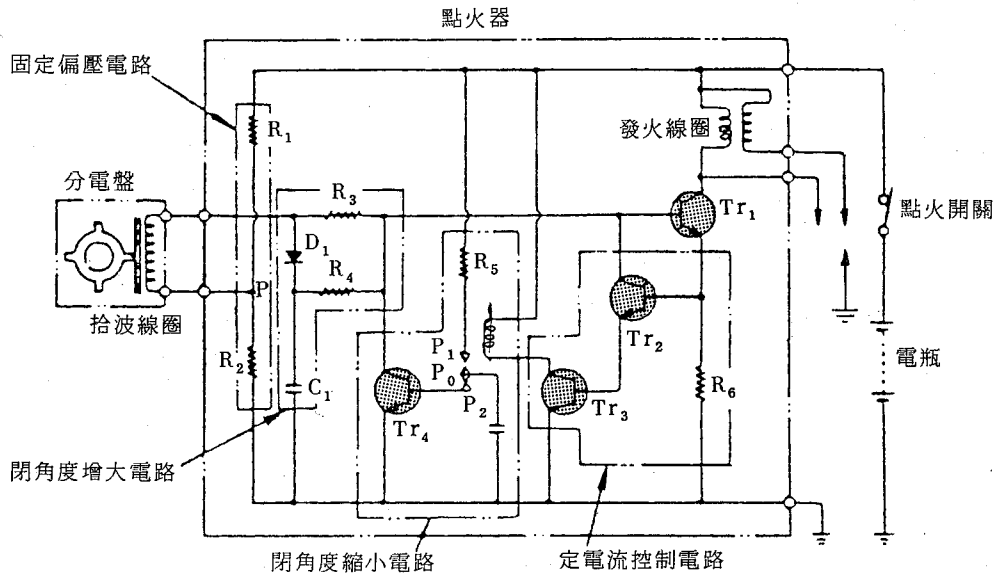 點火器
固定偏壓電路
R1
發火線圈
分電盤
R3
Tr1
點火開關
D1
R4
R5
P
Tr2
拾波線圈
P1
電瓶
R2
P0
R6
C1
P2
Tr3
Tr4
閉角度增大電路
閉角度縮小電路
定電流控制電路